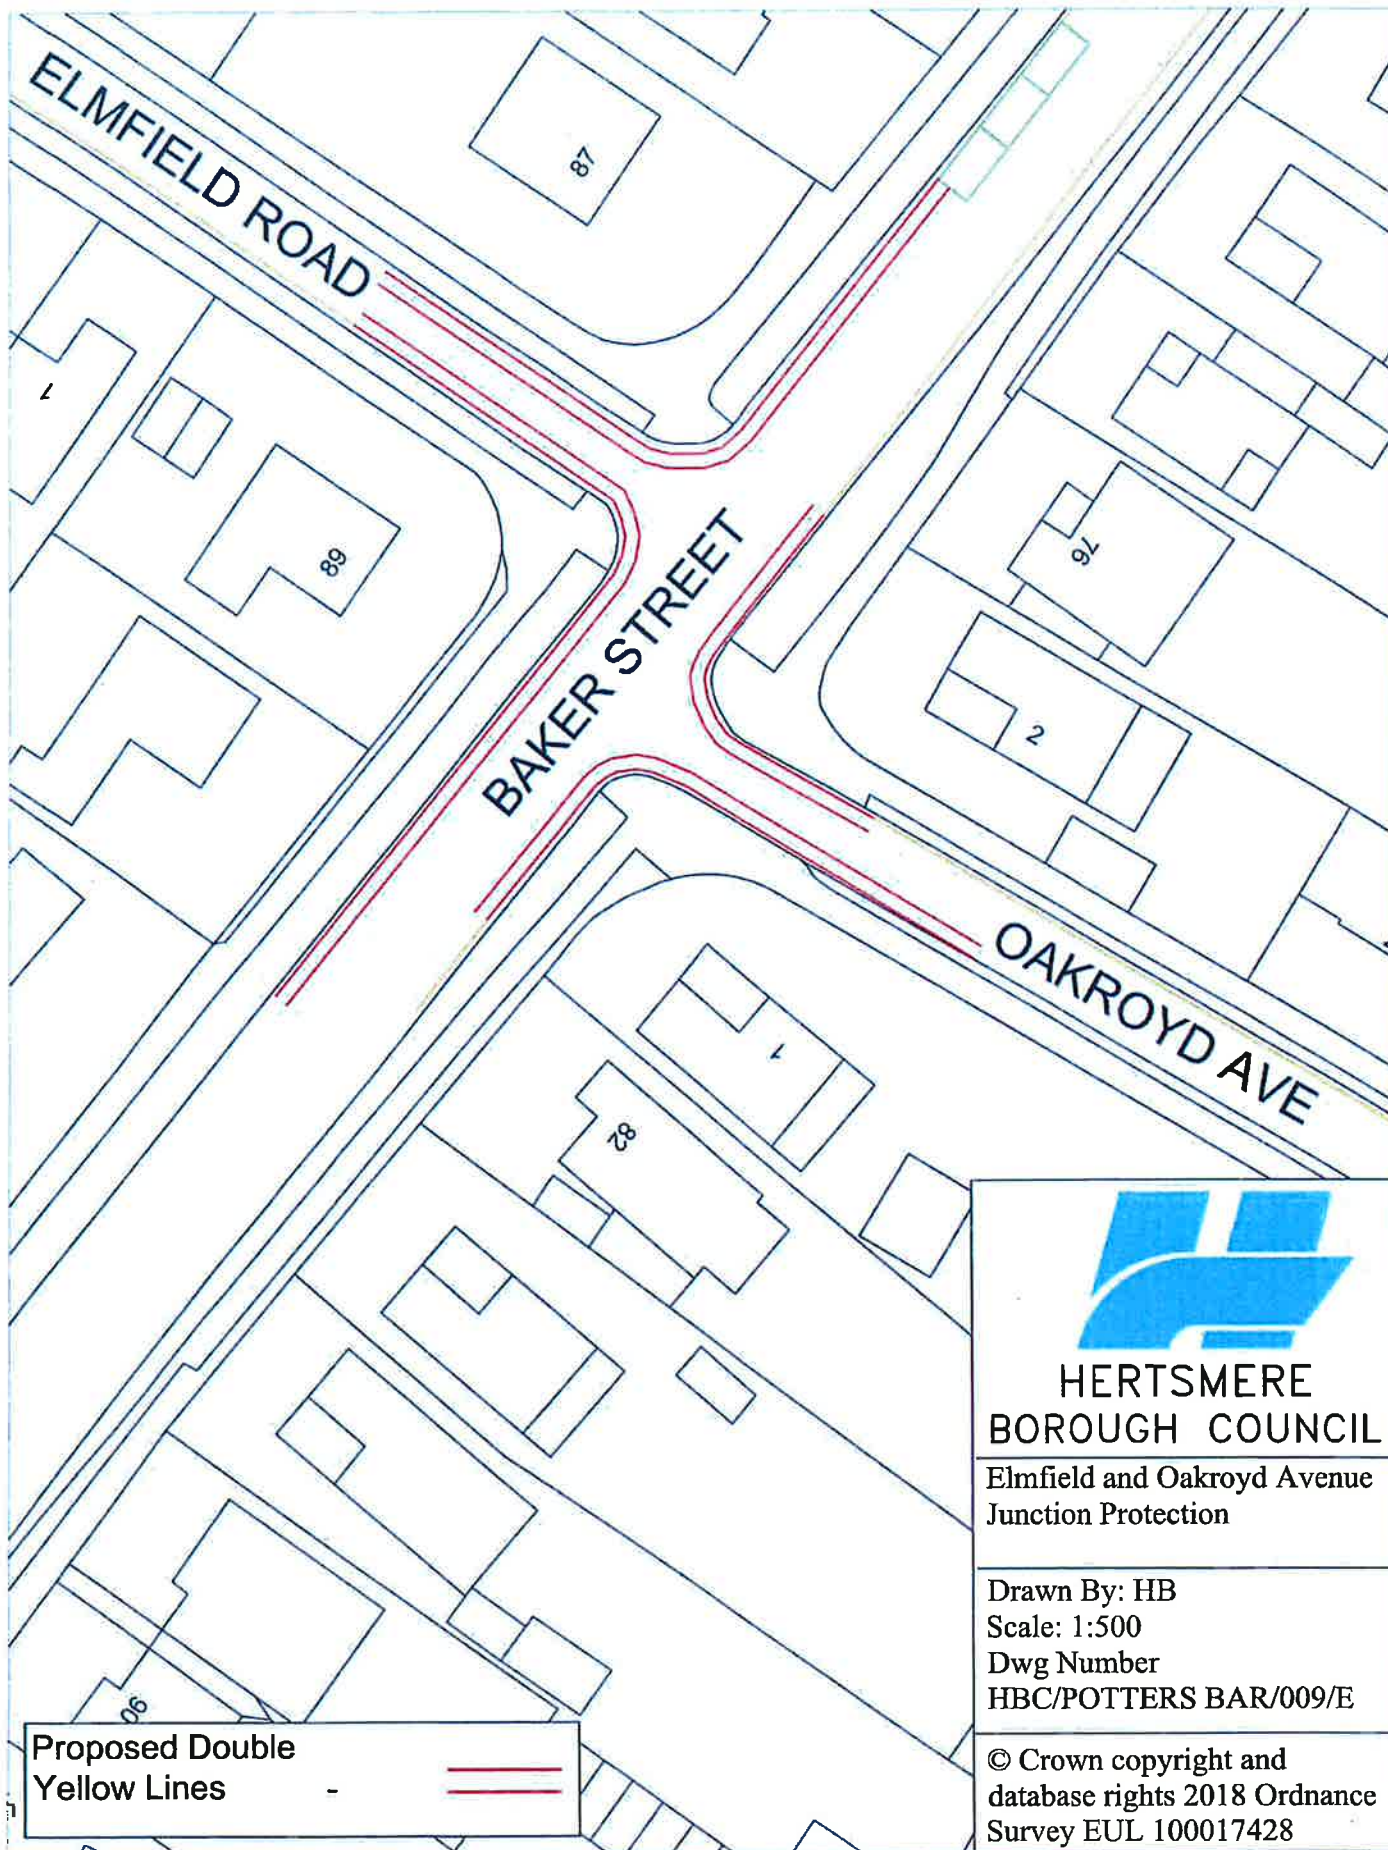 ELMFIELD ROAD
87
1
89
BAKER STREET
76
2
OAKROYD AVE
1
82
90
HERTSMERE
BOROUGH COUNCIL
Elmfield and Oakroyd Avenue
Junction Protection
Drawn By: HB
Scale: 1:500
Dwg Number
HBC/POTTERS BAR/009/E
© Crown copyright and
database rights 2018 Ordnance
Survey EUL 100017428
Proposed Double
Yellow Lines -